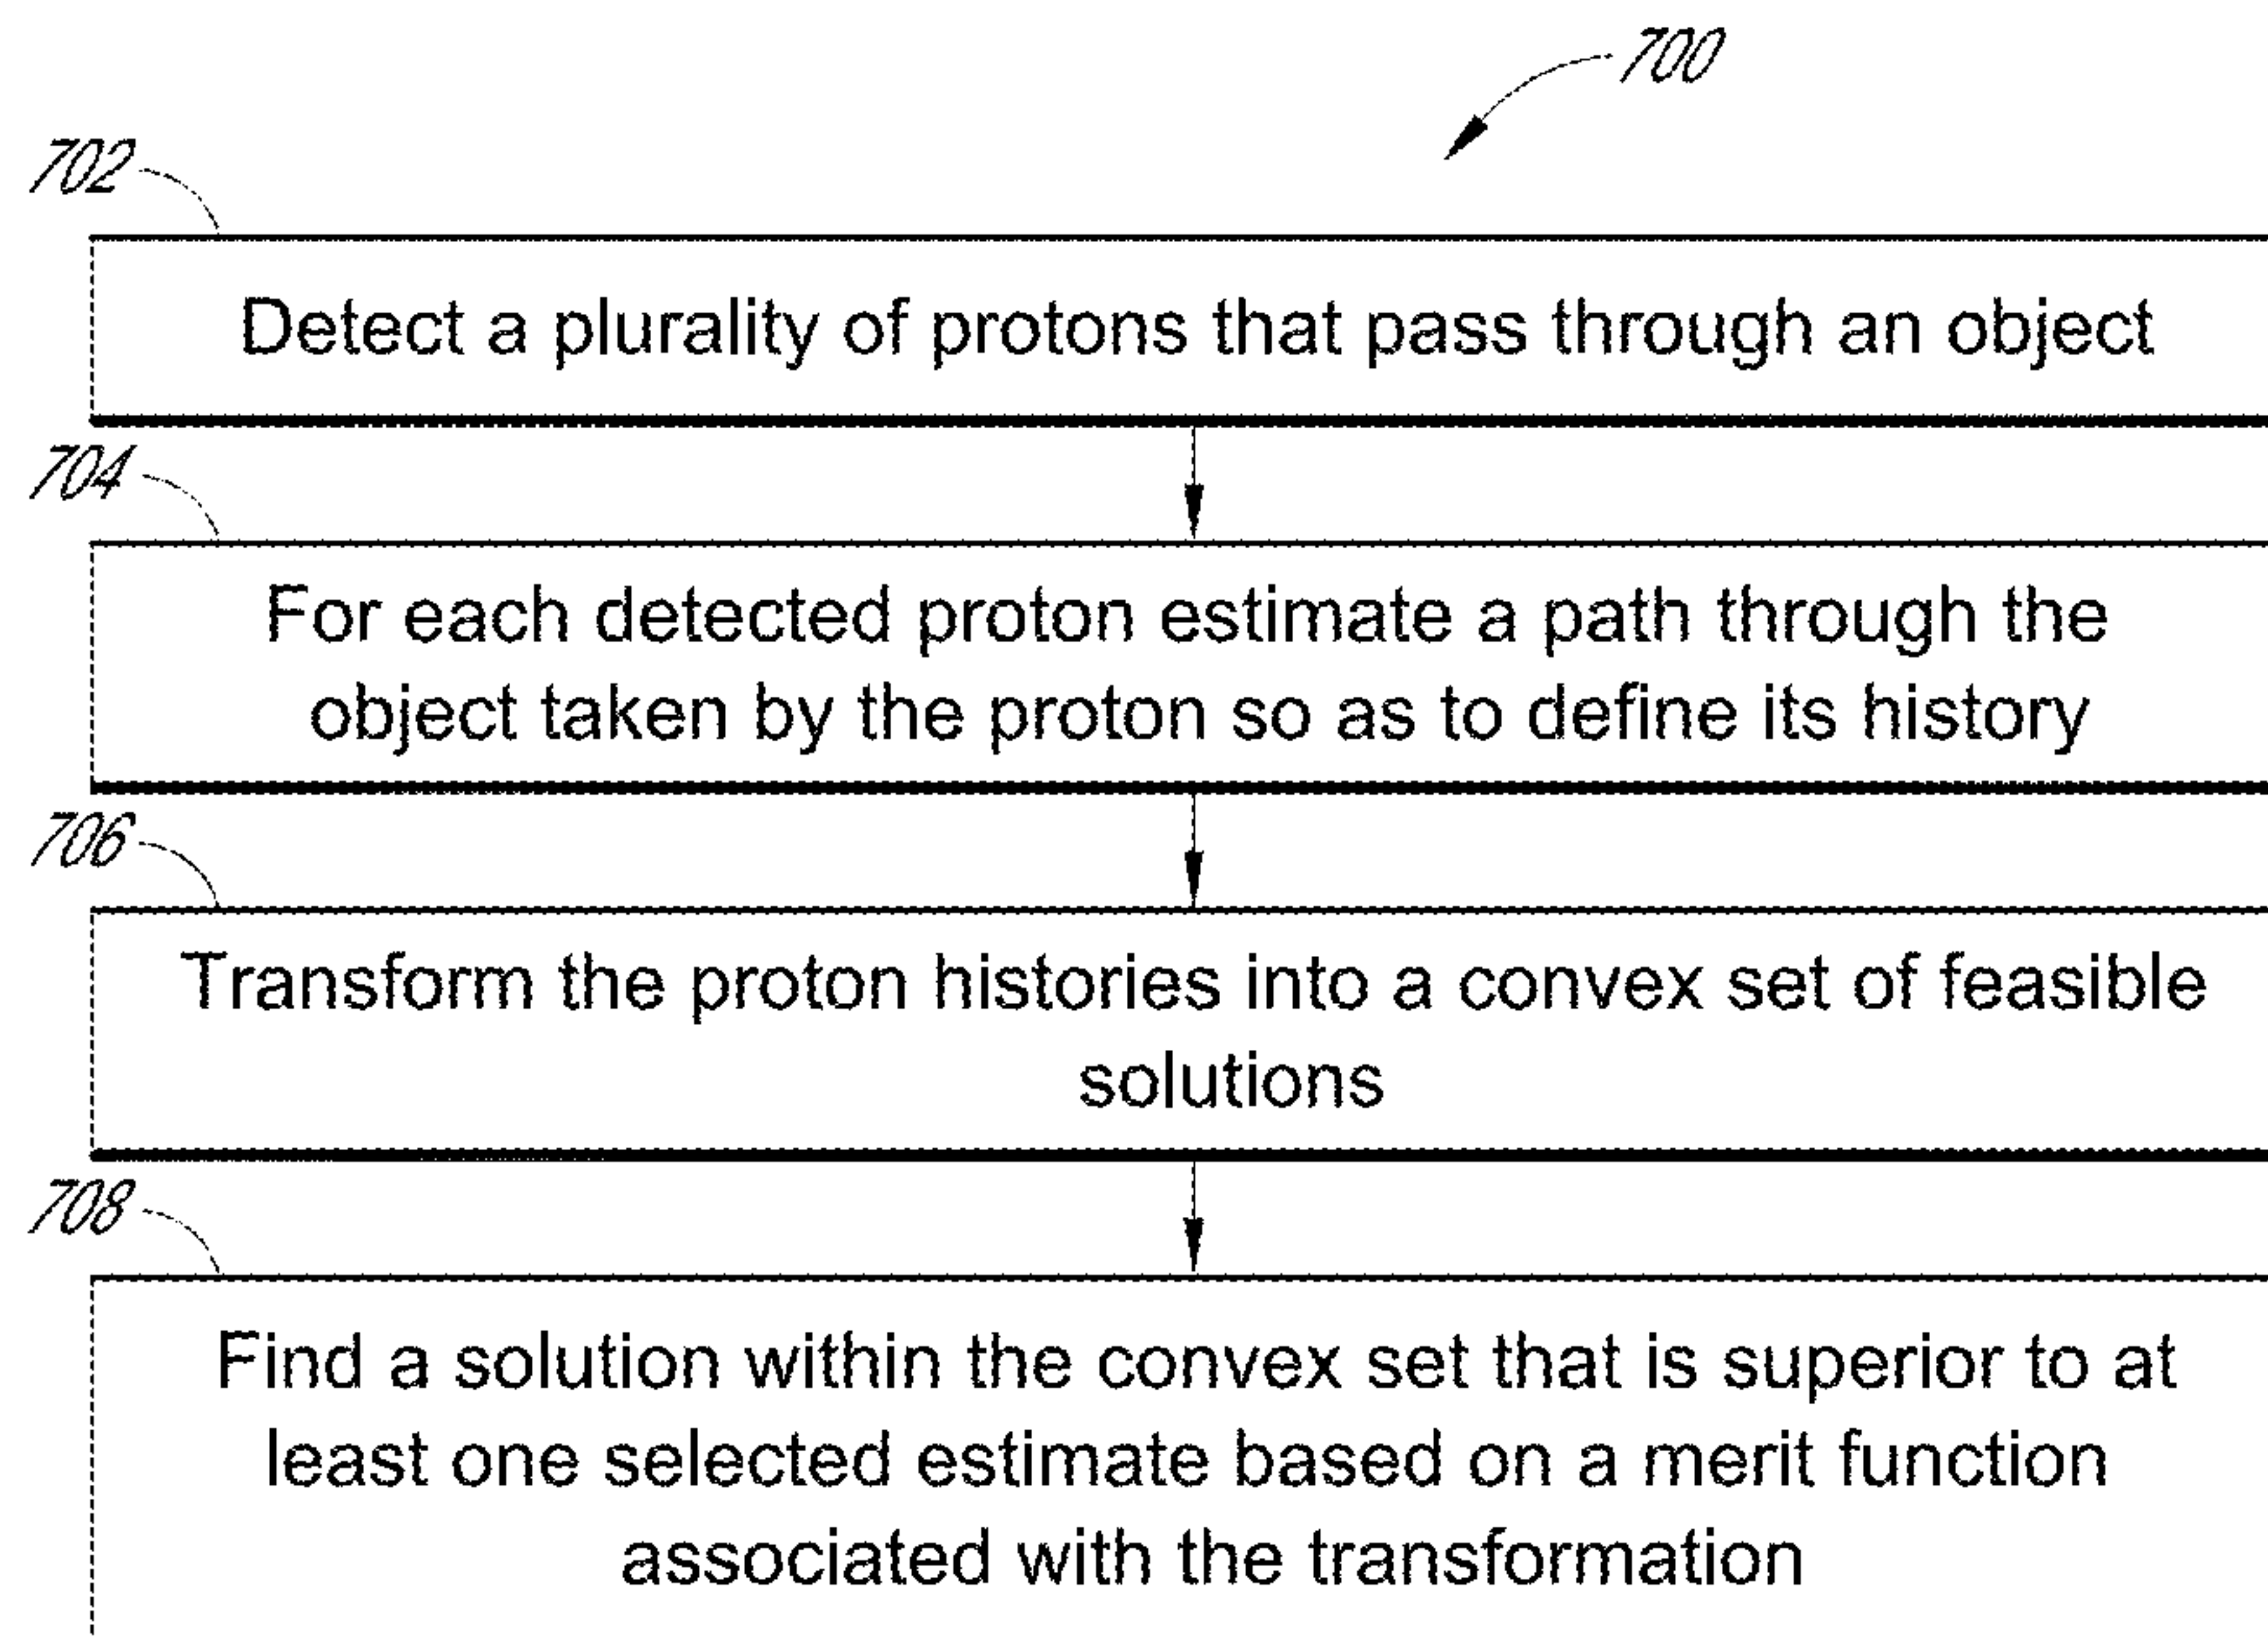 700
702
Detect a plurality of protons that pass through an object
704
For each detected proton estimate a path through the
object taken by the proton so as to define its history
706
Transform the proton histories into a convex set of feasible
solutions
708
Find a solution within the convex set that is superior to at
least one selected estimate based on a merit function
associated with the transformation